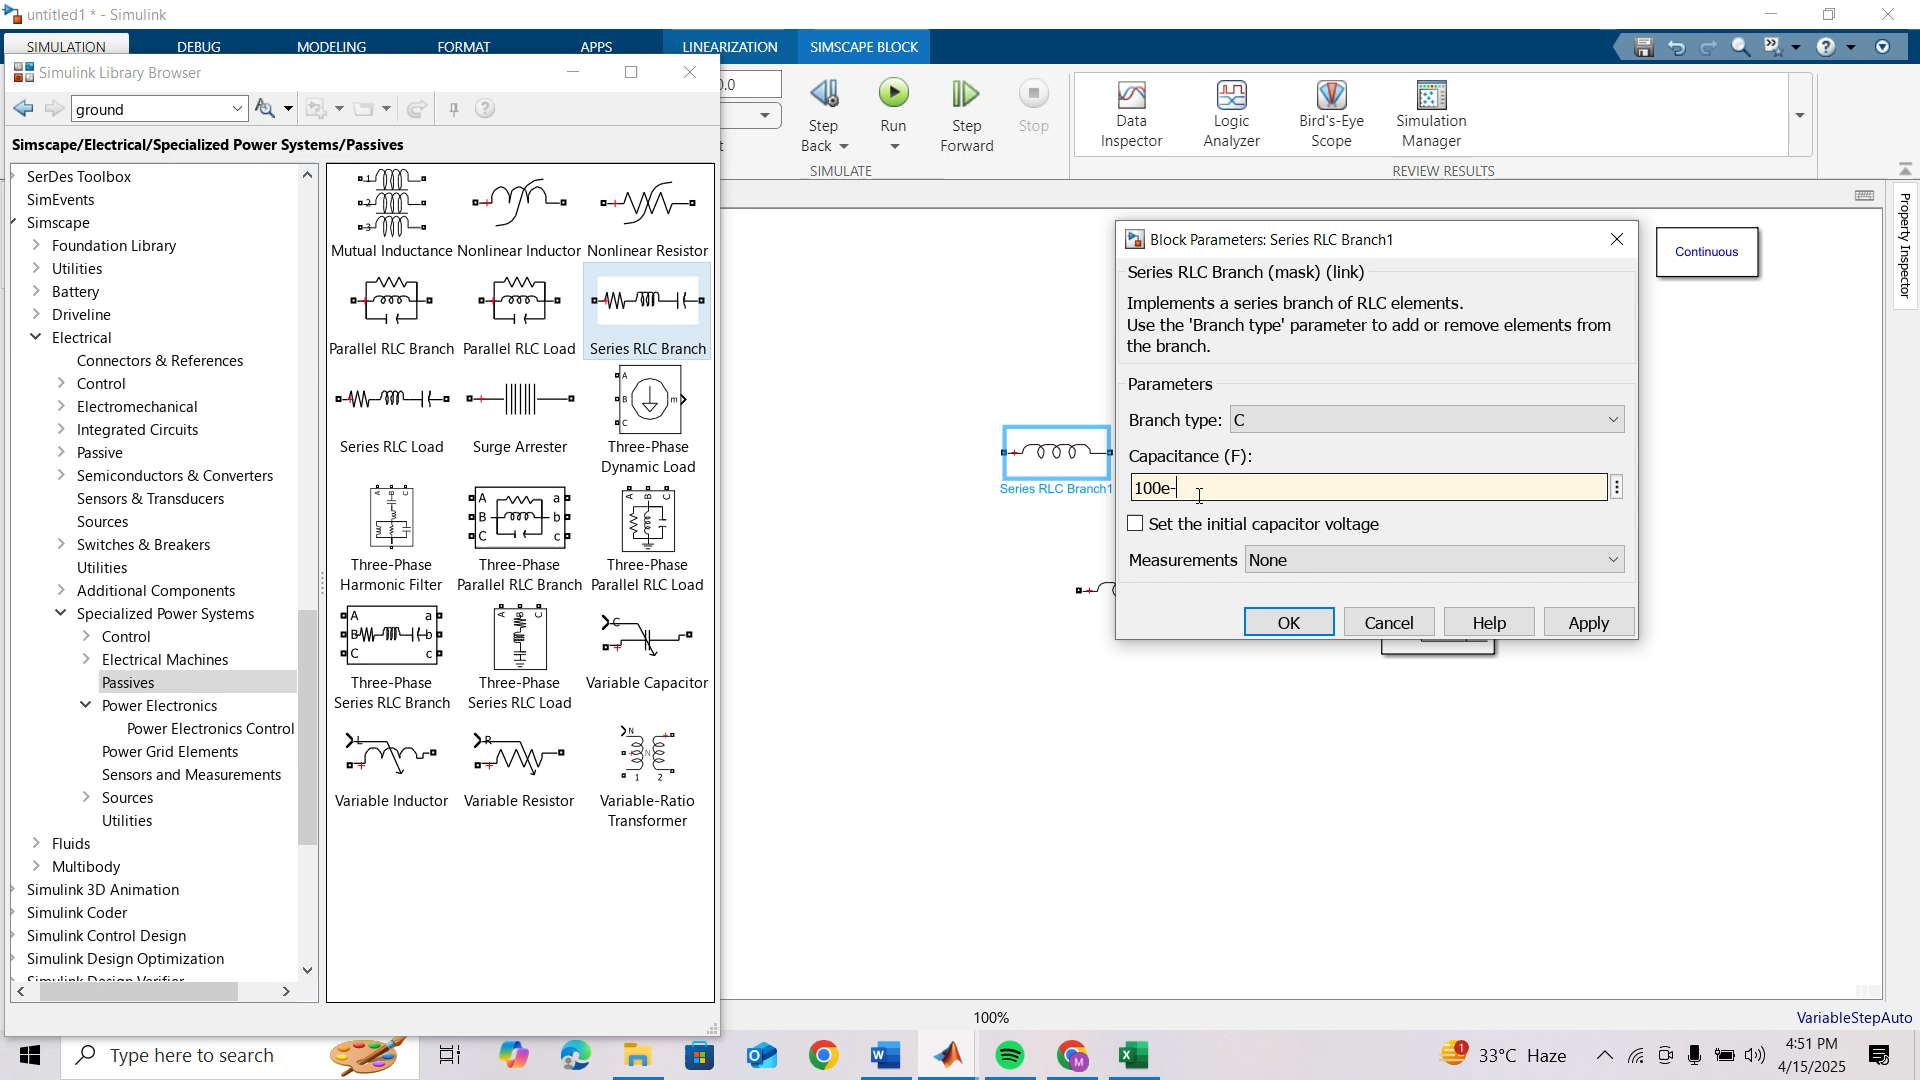 untitled1 * - Simulink
SIMULATION DEBUG MODELING FORMAT APPS LINEARIZATION SIMSCAPE BLOCK
Simulink Library Browser
ground
Simscape/Electrical/Specialized Power Systems/Passives
SerDes Toolbox
SimEvents
Simscape
Foundation Library
Utilities
Battery
Driveline
Electrical
Connectors & References
Control
Electromechanical
Integrated Circuits
Passive
Semiconductors & Converters
Sensors & Transducers
Sources
Switches & Breakers
Utilities
Additional Components
Specialized Power Systems
Control
Electrical Machines
Passives
Power Electronics
Power Electronics Control
Power Grid Elements
Sensors and Measurements
Sources
Utilities
Fluids
Multibody
Simulink 3D Animation
Simulink Coder
Simulink Control Design
Simulink Design Optimization
Simulink Design Verifier
Mutual Inductance Nonlinear Inductor Nonlinear Resistor
Parallel RLC Branch Parallel RLC Load Series RLC Branch
Series RLC Load Surge Arrester Three-Phase
Dynamic Load
Three-Phase Three-Phase Three-Phase
Harmonic Filter Parallel RLC Branch Parallel RLC Load
Three-Phase Three-Phase Variable Capacitor
Series RLC Branch Series RLC Load
Variable Inductor Variable Resistor Variable-Ratio
Transformer
Step Run Step Stop
Back Forward
SIMULATE
Data Logic Bird's-Eye Simulation
Inspector Analyzer Scope Manager
REVIEW RESULTS
Property Inspector
Continuous
Series RLC Branch1
Block Parameters: Series RLC Branch1
Series RLC Branch (mask) (link)
Implements a series branch of RLC elements.
Use the 'Branch type' parameter to add or remove elements from
the branch.
Parameters
Branch type: C
Capacitance (F):
100e-
Set the initial capacitor voltage
Measurements None
OK Cancel Help Apply
100% VariableStepAuto
Type here to search
33°C Haze
4:51 PM
4/15/2025